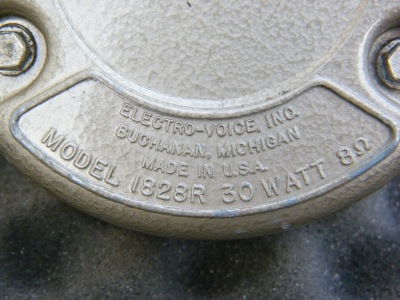 ELECTRO-VOICE, INC.
BUCHANAN, MICHIGAN
MADE IN U.S.A.
MODEL 1828R 30 WATT 8Ω